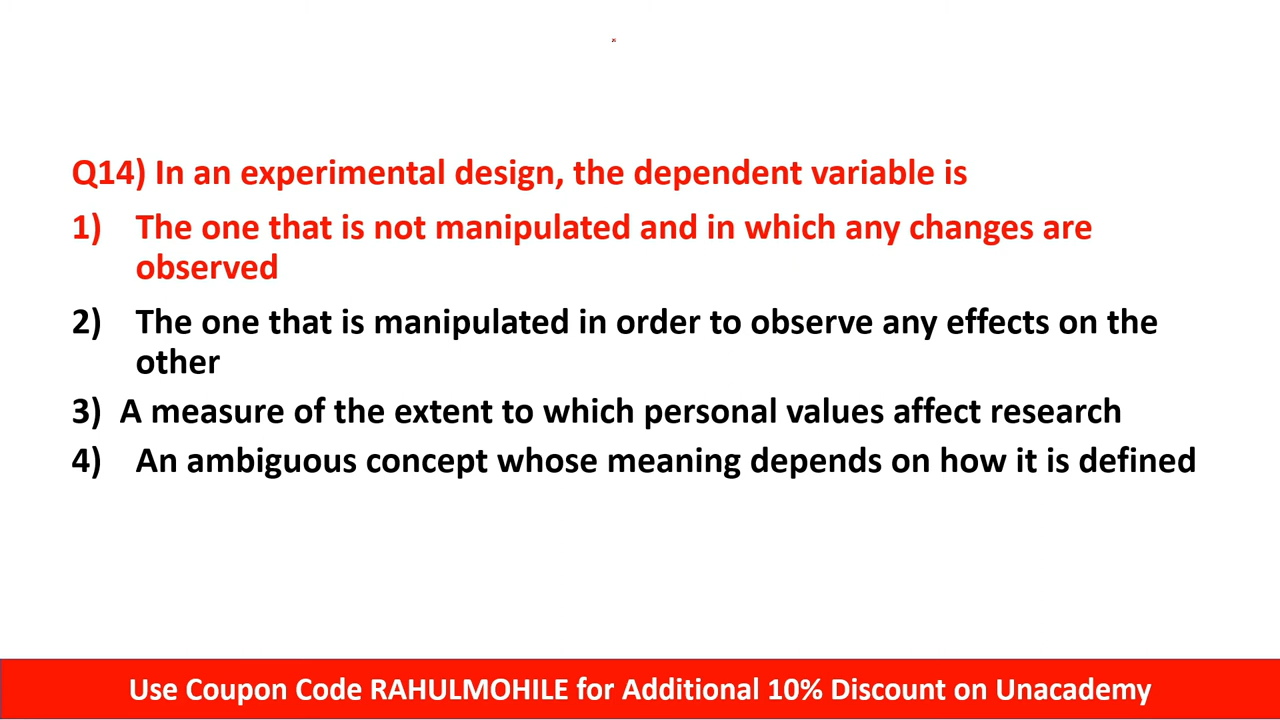 Q14) In an experimental design, the dependent variable is
1) The one that is not manipulated and in which any changes are
observed
2) The one that is manipulated in order to observe any effects on the
other
3) A measure of the extent to which personal values affect research
4) An ambiguous concept whose meaning depends on how it is defined
Use Coupon Code RAHULMOHILE for Additional 10% Discount on Unacademy